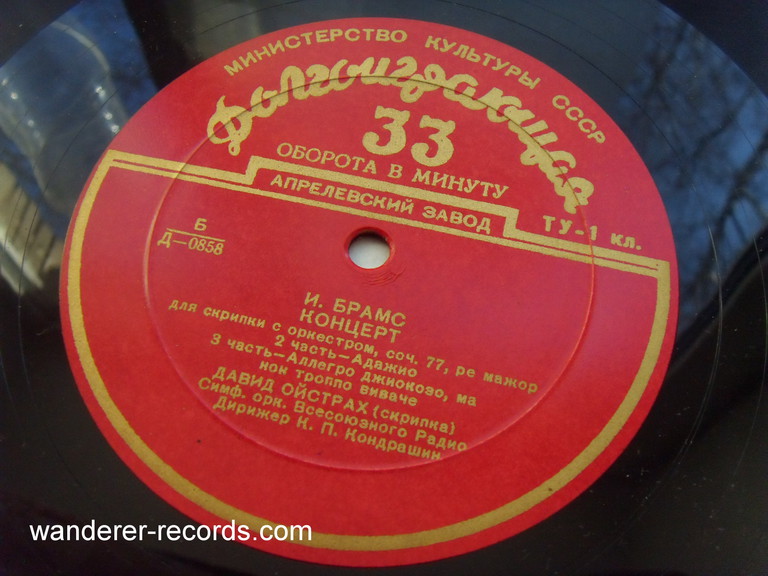 МИНИСТЕРСТВО КУЛЬТУРЫ СССР
Долгоиграющая
33
ОБОРОТА В МИНУТУ
АПРЕЛЕВСКИЙ ЗАВОД
ТУ-1 кл.
Б
Д—0858
И. БРАМС
КОНЦЕРТ
для скрипки с оркестром, соч. 77, ре мажор
2 часть—Адажио
3 часть—Аллегро джиокозо, ма
нон троппо виваче
ДАВИД ОЙСТРАХ (скрипка)
Симф. орк. Всесоюзного Радио
Дирижер К. П. Кондрашин
wanderer-records.com